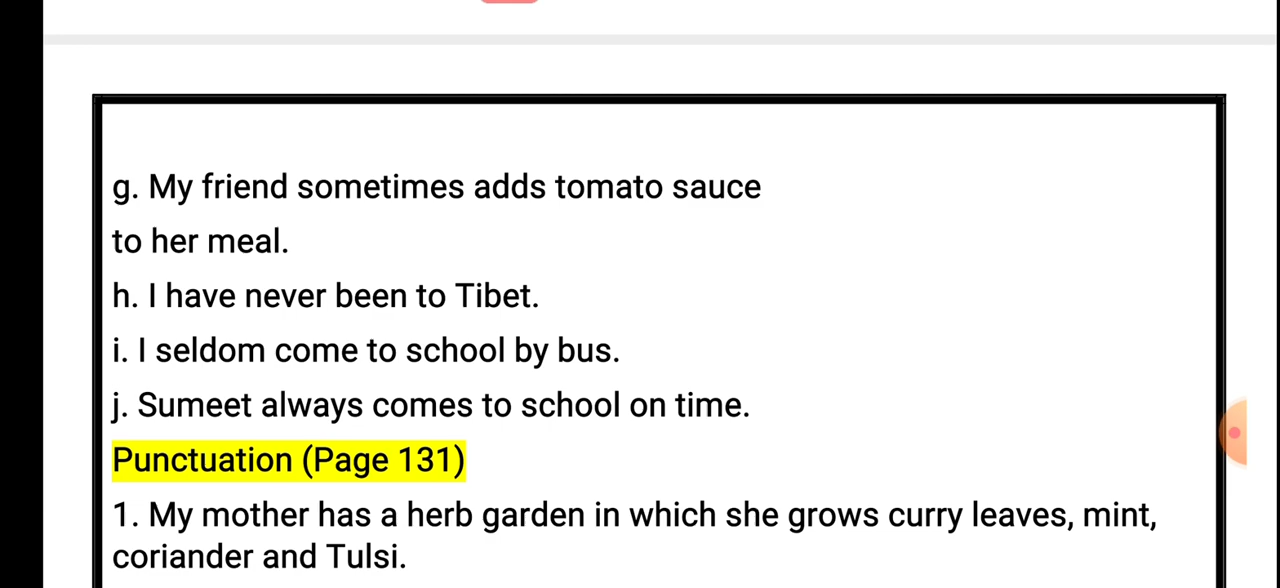 g. My friend sometimes adds tomato sauce
to her meal.
h. I have never been to Tibet.
i. I seldom come to school by bus.
j. Sumeet always comes to school on time.
Punctuation (Page 131)
1. My mother has a herb garden in which she grows curry leaves, mint,
coriander and Tulsi.